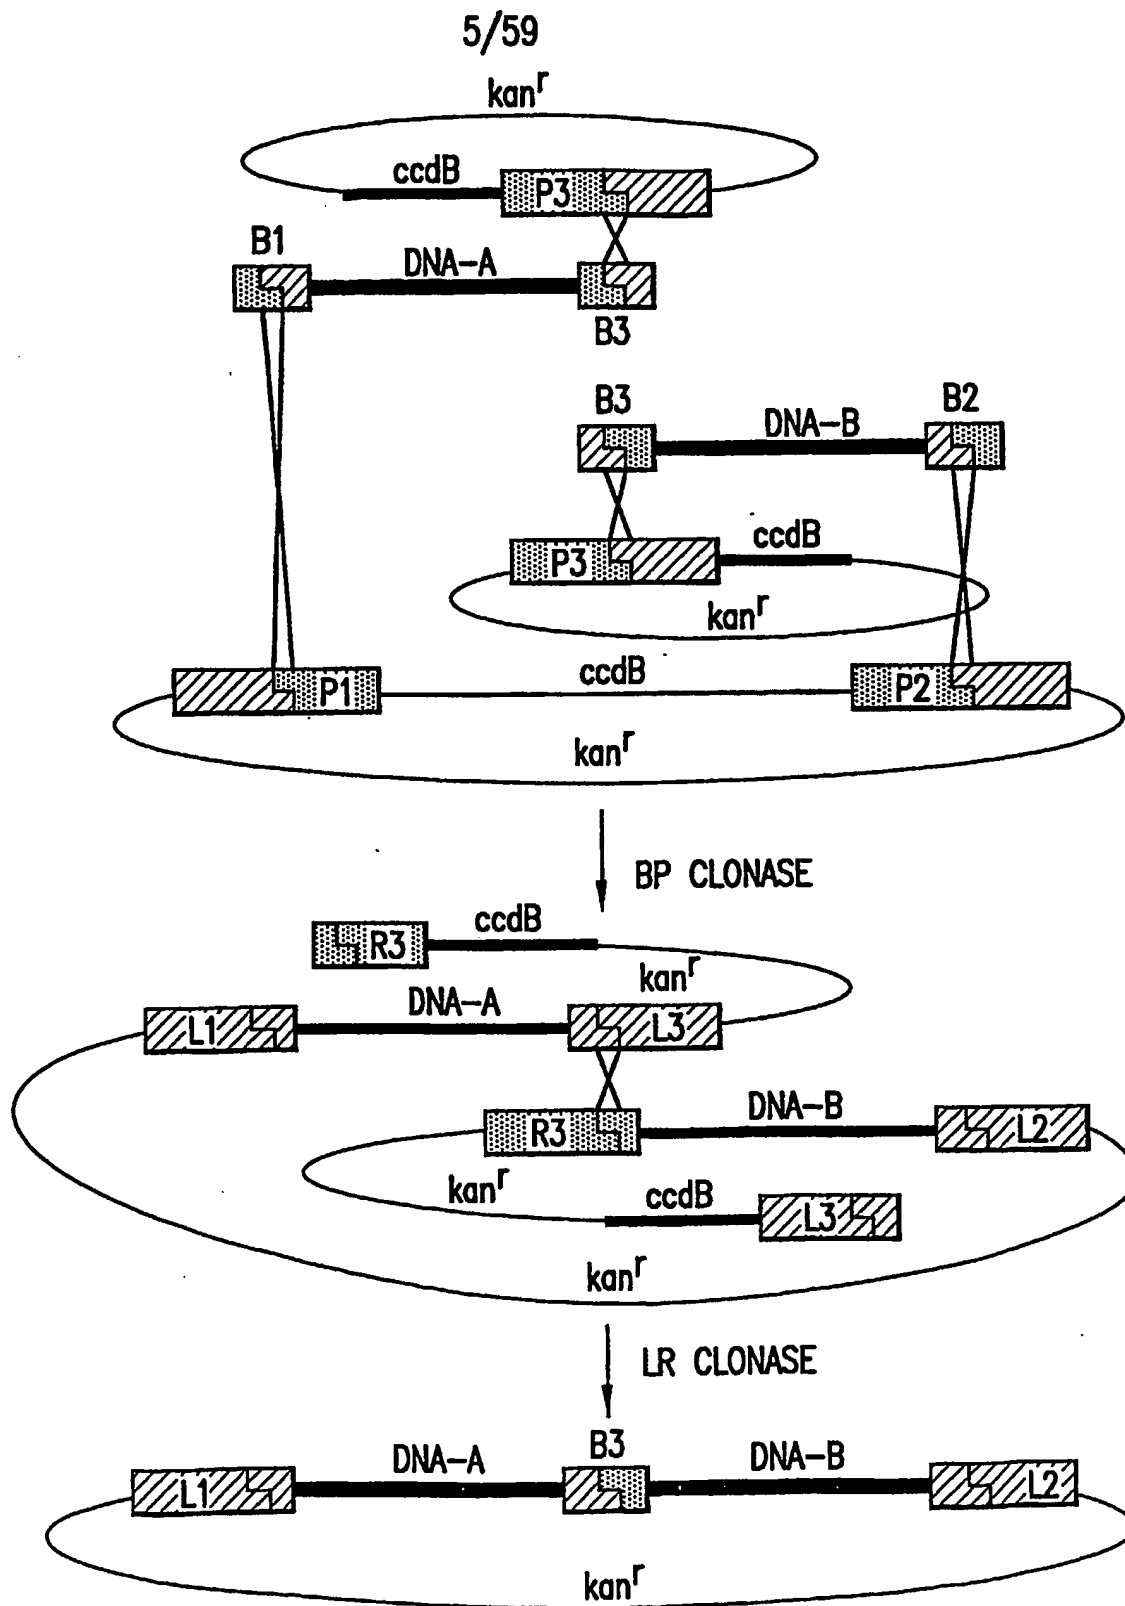 5/59
kanʳ
ccdB
P3
B1
DNA-A
B3
B3
DNA-B
B2
ccdB
P3
kanʳ
P1
ccdB
P2
kanʳ
BP CLONASE
R3
ccdB
kanʳ
L1
DNA-A
L3
R3
DNA-B
L2
kanʳ
ccdB
L3
kanʳ
LR CLONASE
L1
DNA-A
B3
DNA-B
L2
kanʳ